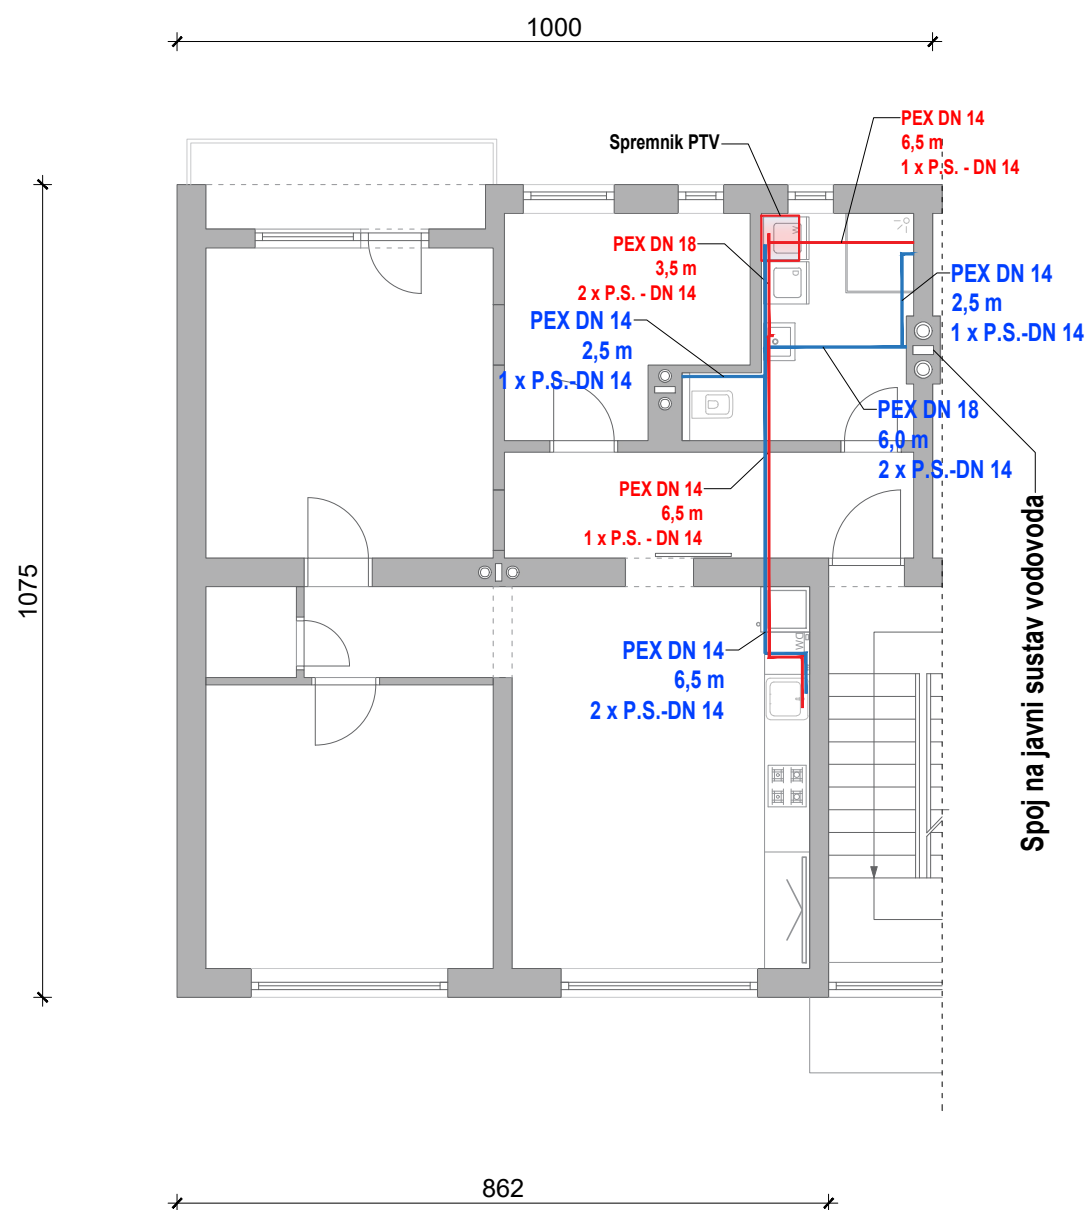 1000
PEX DN 14
6,5 m
1 x P.S. - DN 14
Spremnik PTV
W
PEX DN 18
3,5 m
2 x P.S. - DN 14
PEX DN 14
2,5 m
1 x P.S.-DN 14
PEX DN 14
2,5 m
1 x P.S.-DN 14
PEX DN 18
6,0 m
2 x P.S.-DN 14
PEX DN 14
6,5 m
1 x P.S. - DN 14
Spoj na javni sustav vodovoda
1075
PEX DN 14
6,5 m
2 x P.S.-DN 14
862